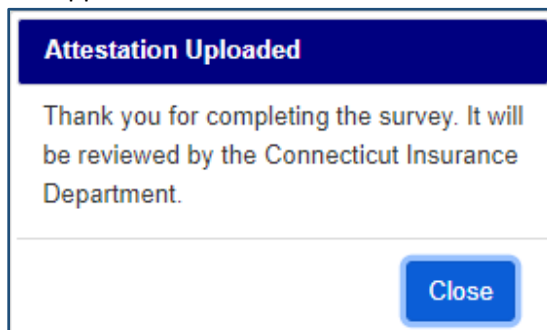 Attestation Uploaded
Thank you for completing the survey. It will
be reviewed by the Connecticut Insurance
Department.
Close